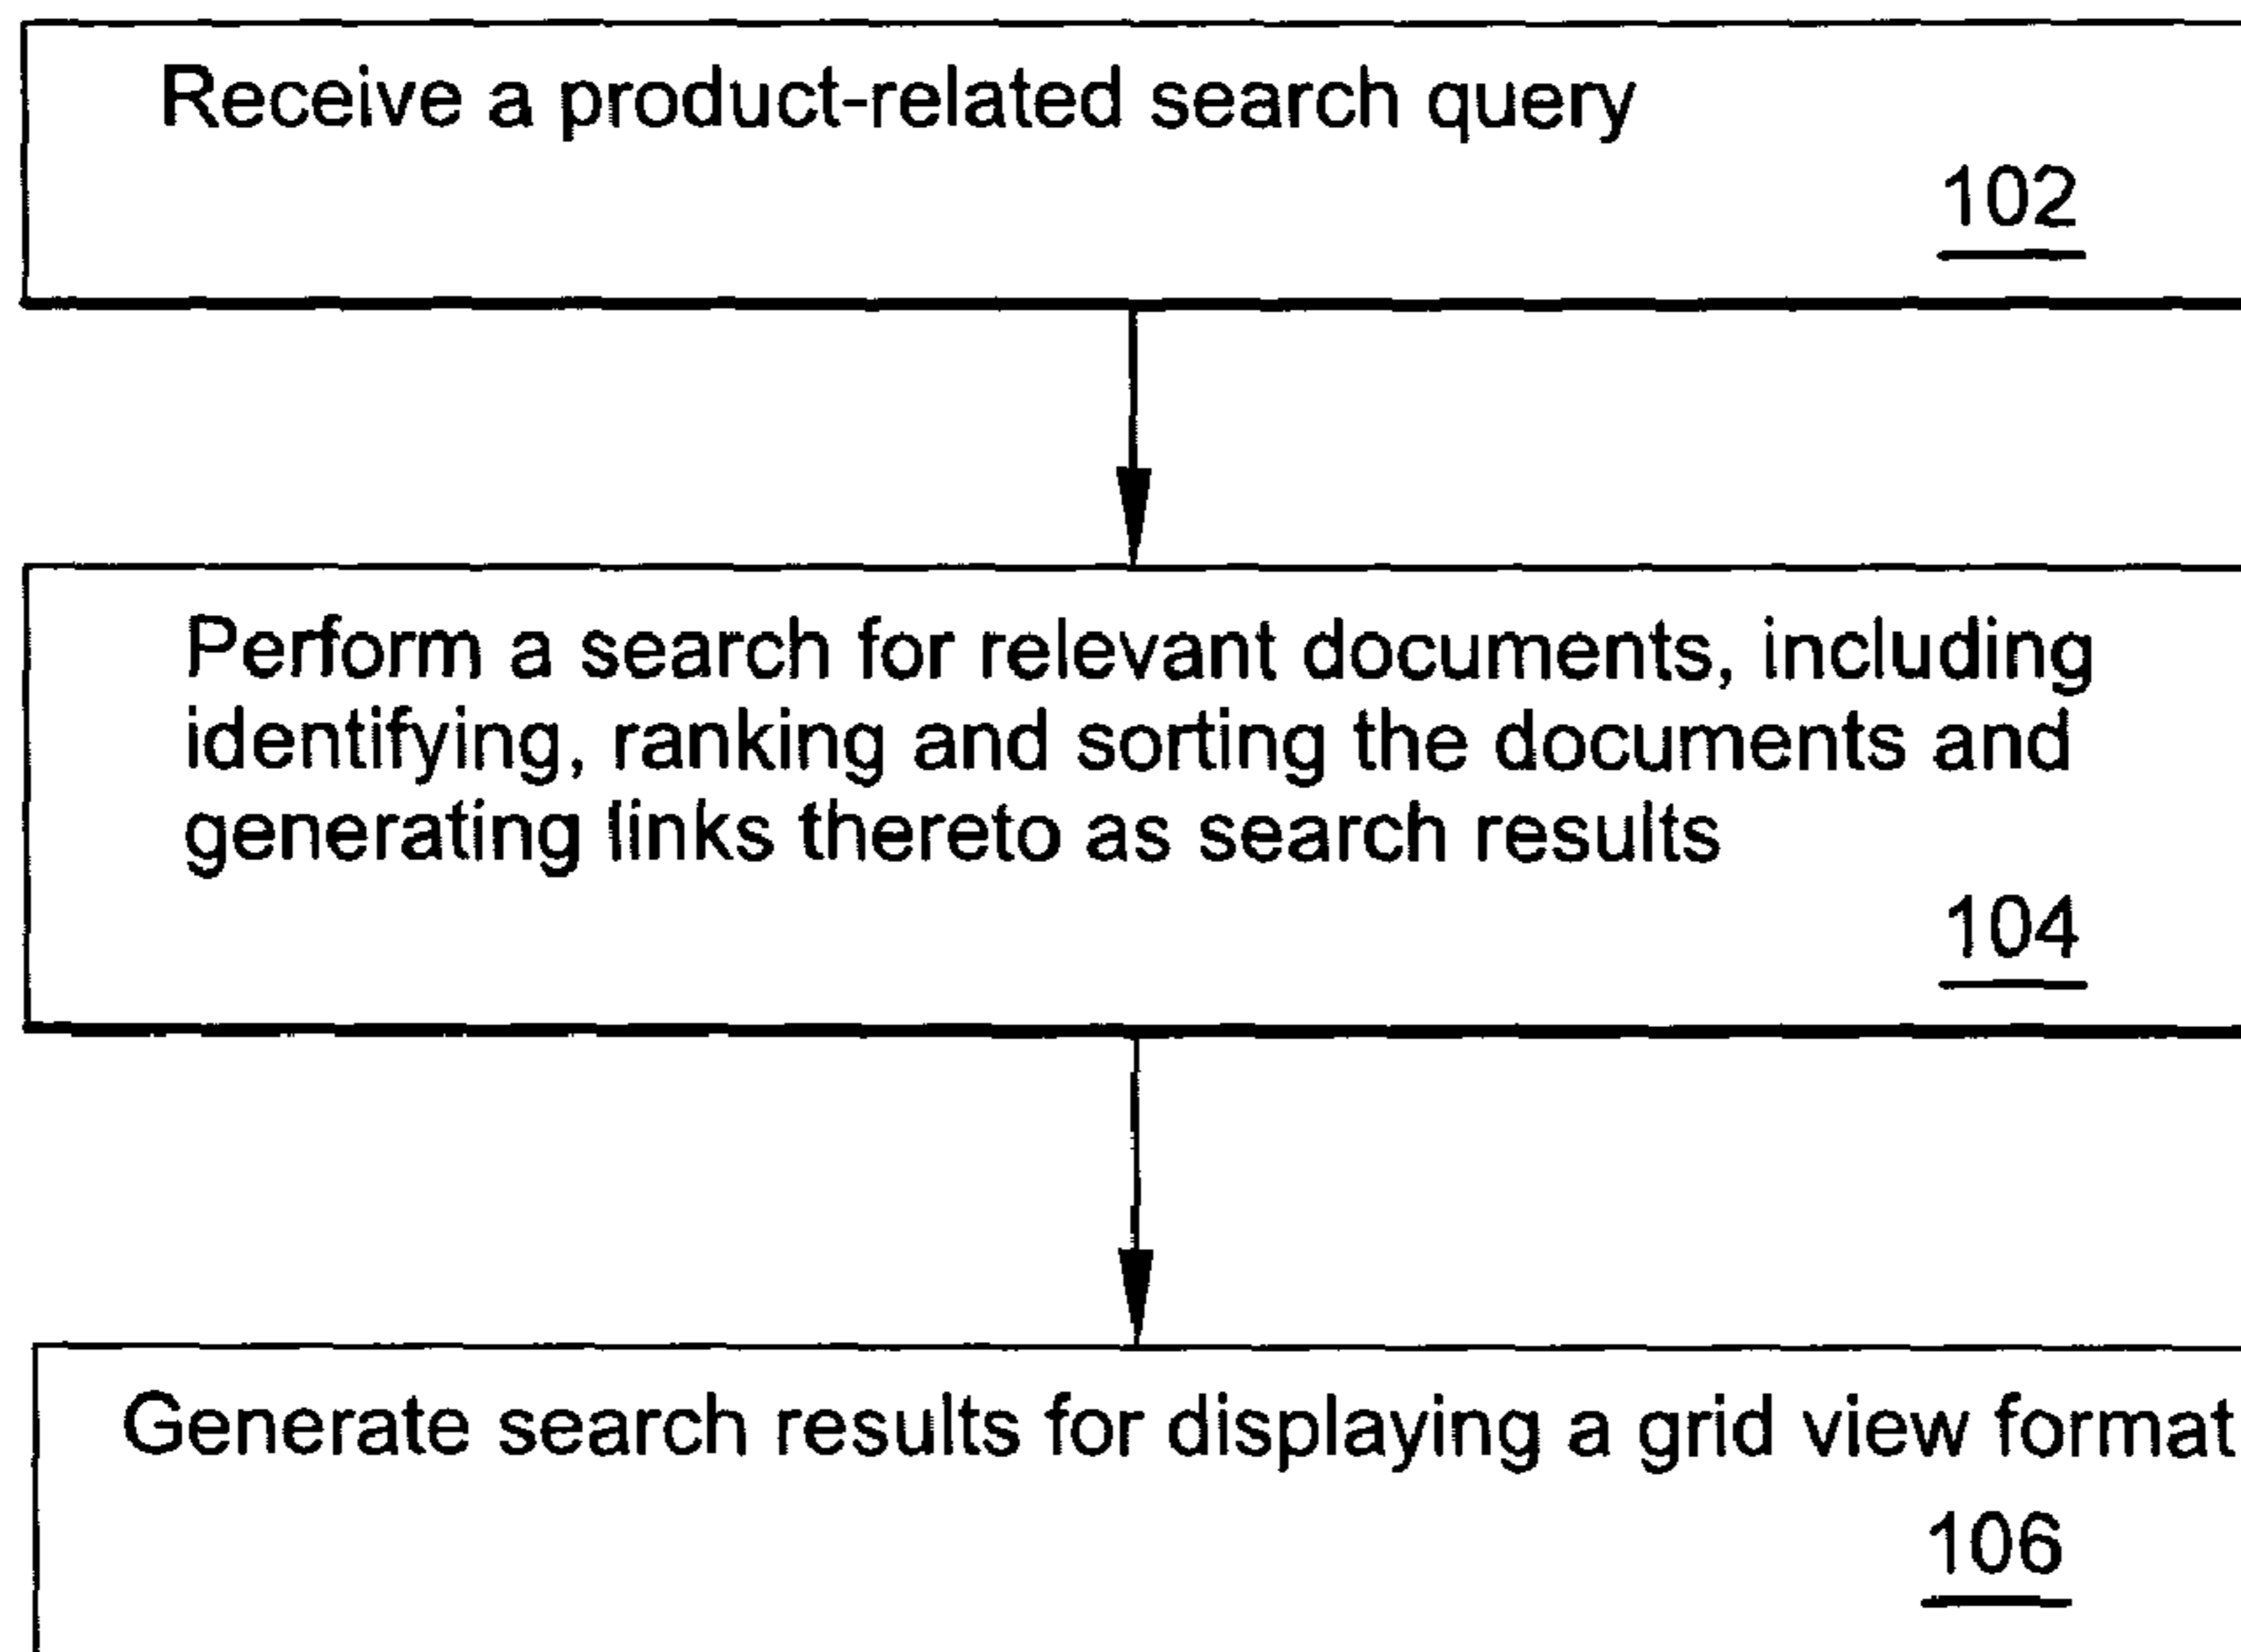 Receive a product-related search query
102
Perform a search for relevant documents, including
identifying, ranking and sorting the documents and
generating links thereto as search results
104
Generate search results for displaying a grid view format
106